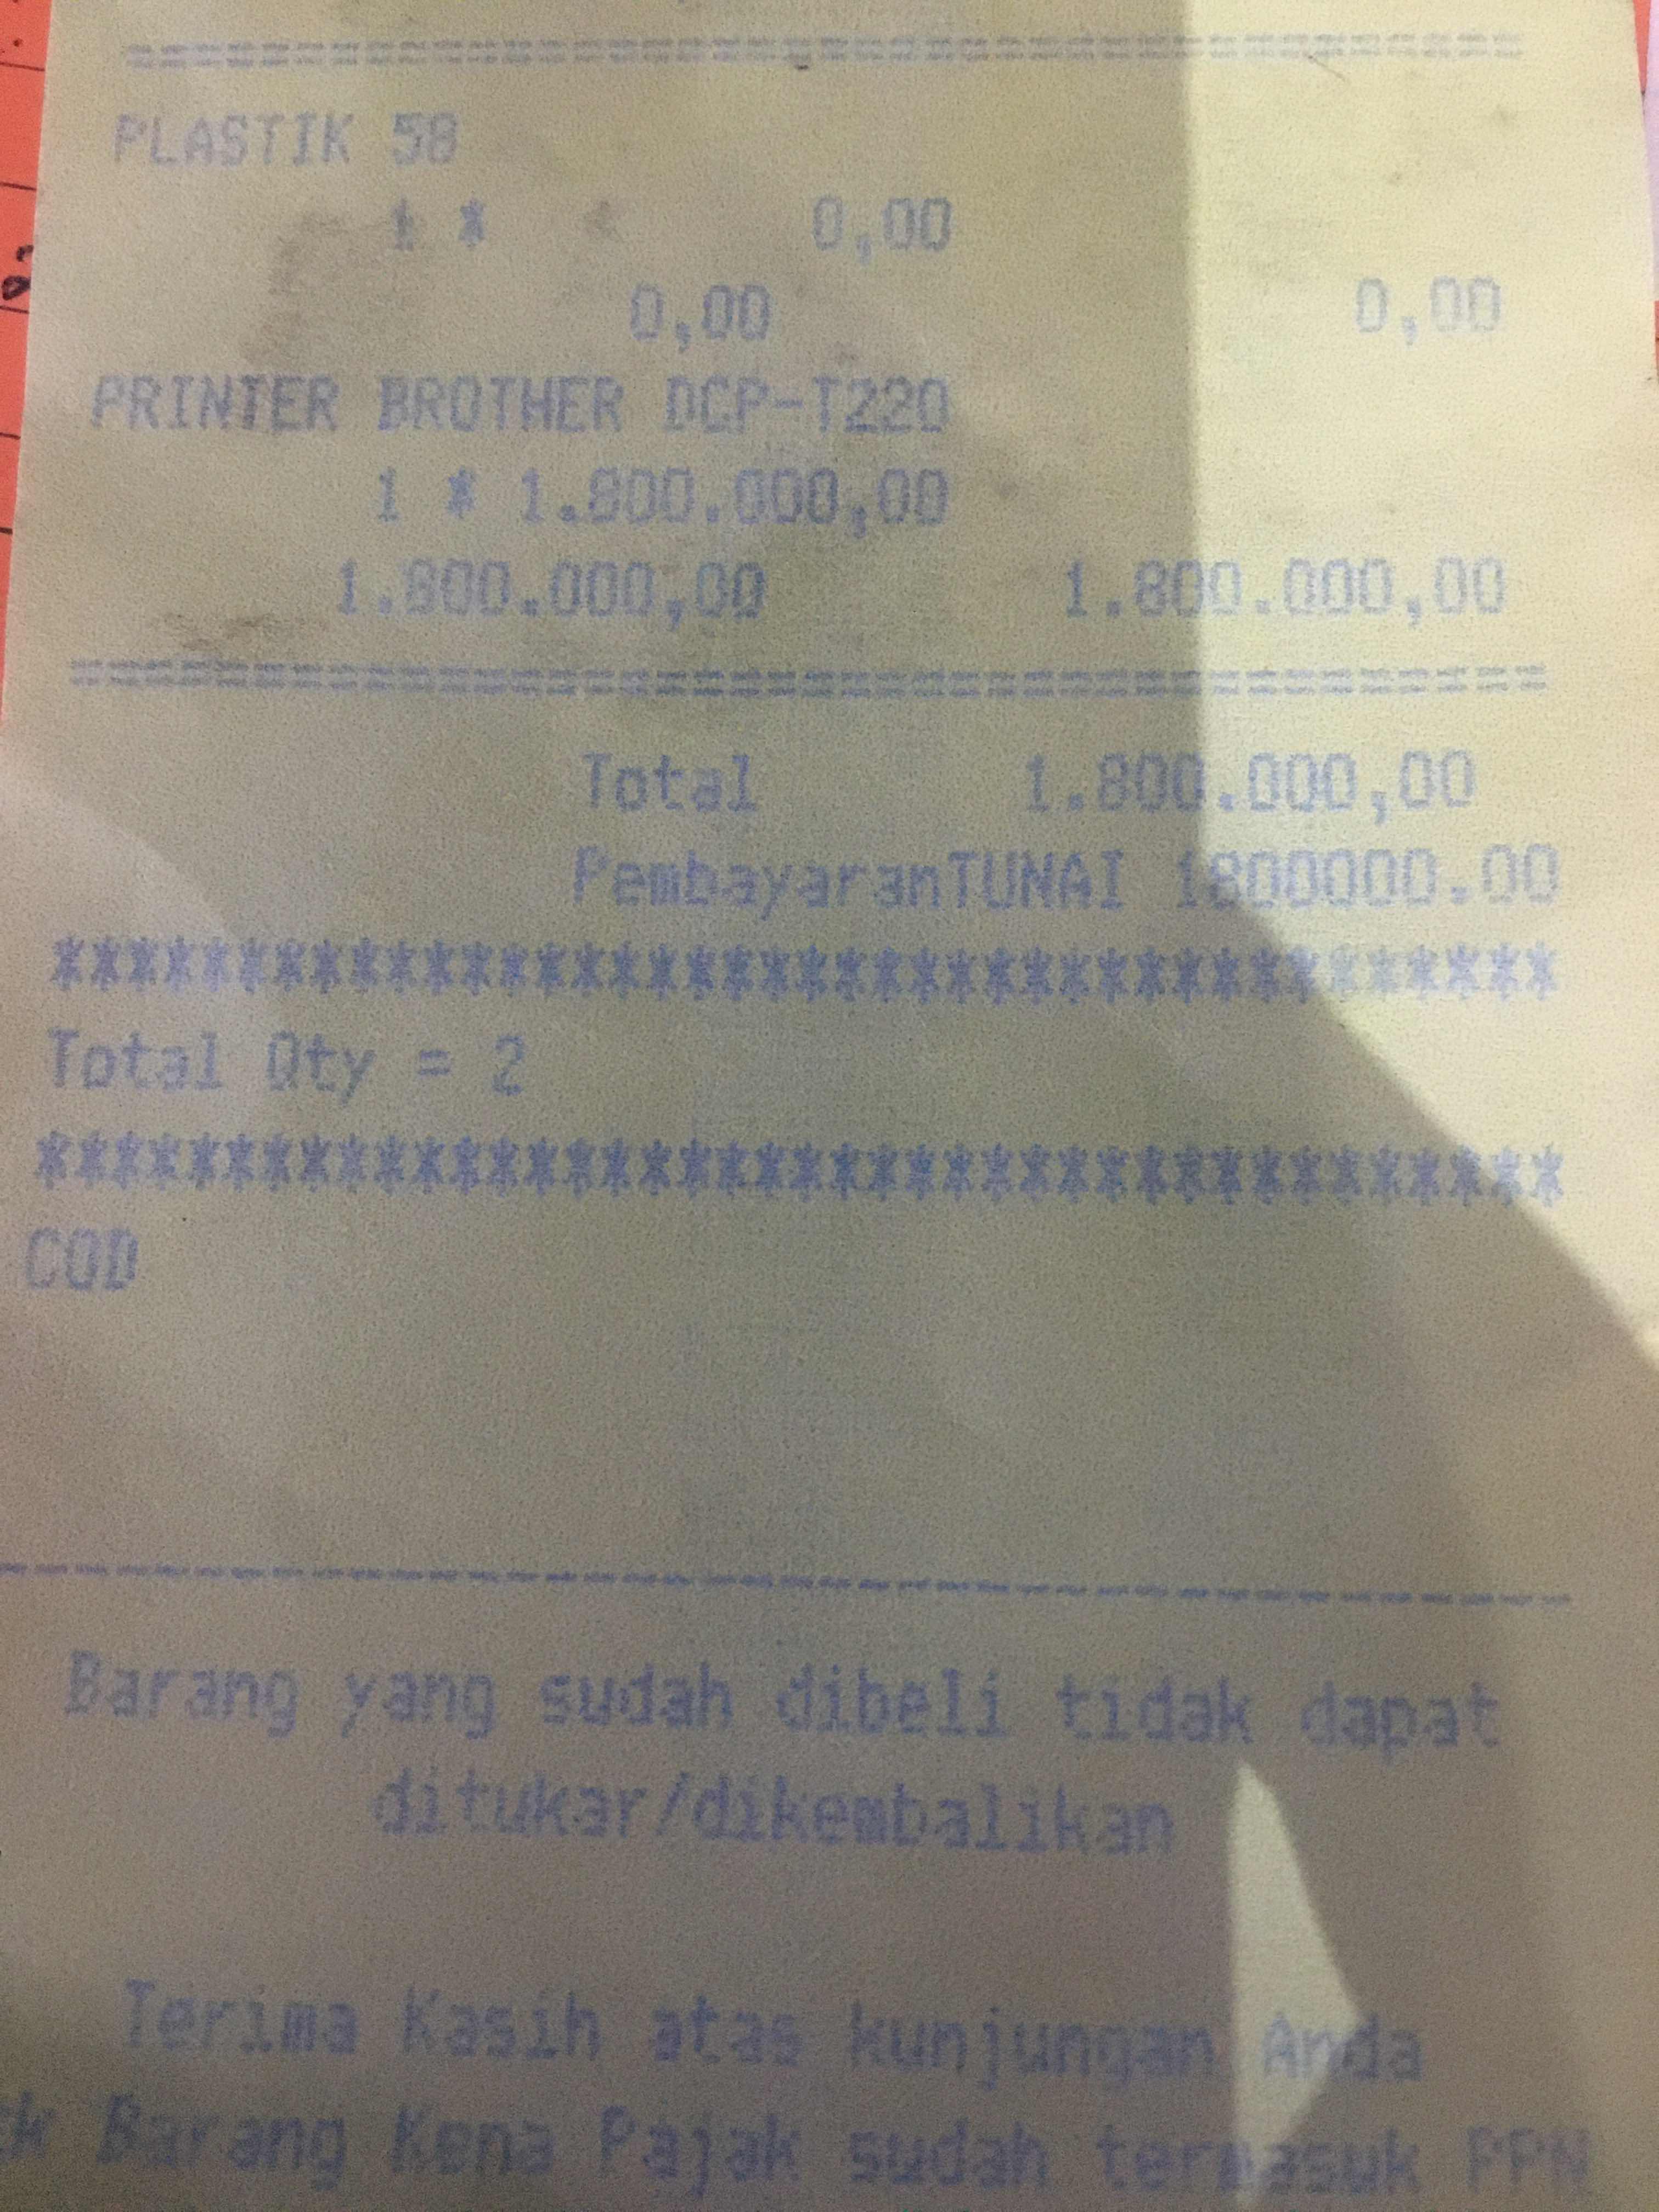 ================================
PLASTIK 58
1 * 0,00
0,00 0,00
PRINTER BROTHER DCP-T220
1 * 1.800.000,00
1.800.000,00 1.800.000,00
========================================
Total 1.800.000,00
PembayaranTUNAI 1800000.00
****************************************
Total Qty = 2
****************************************
COD
----------------------------------------
Barang yang sudah dibeli tidak dapat
ditukar/dikembalikan
Terima Kasih atas kunjungan Anda
Barang Kena Pajak sudah termasuk PPN